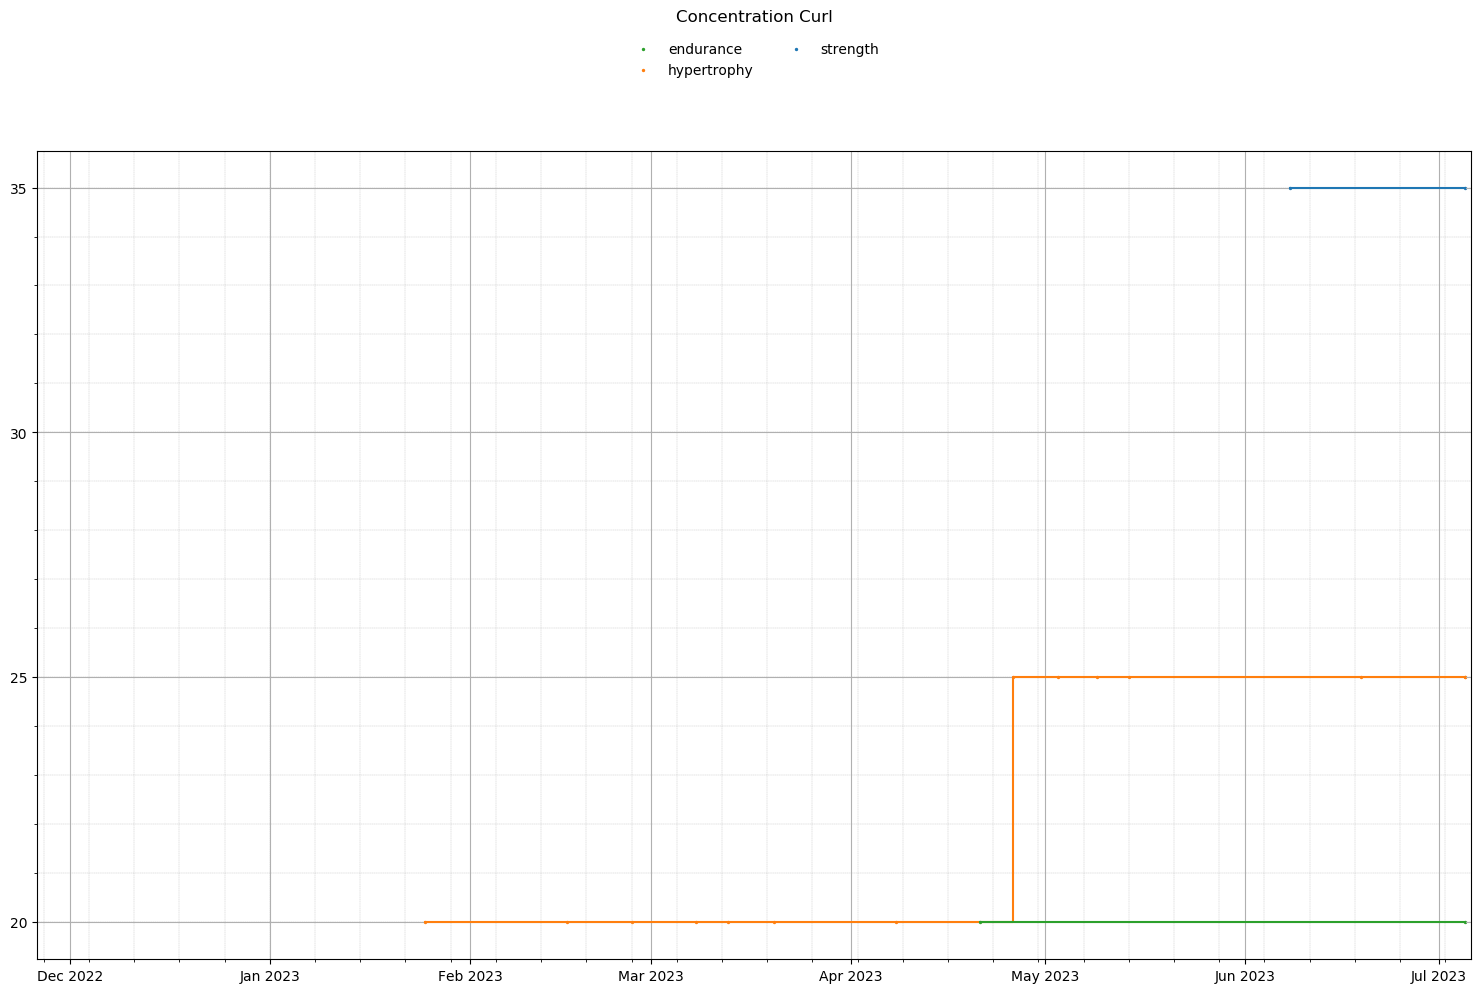 Concentration Curl
endurance
hypertrophy
strength
35
30
25
20
Dec 2022
Jan 2023
Feb 2023
Mar 2023
Apr 2023
May 2023
Jun 2023
Jul 2023